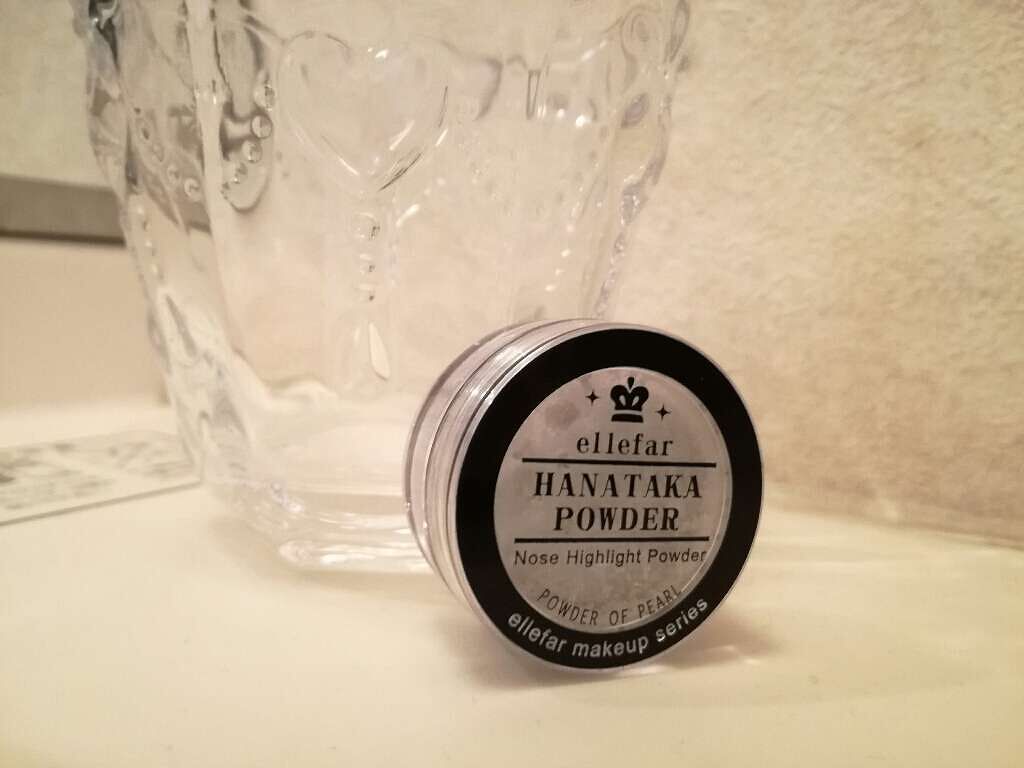 ellefar
HANATAKA
POWDER
Nose Highlight Powder
POWDER OF PEARL
ellefar makeup series